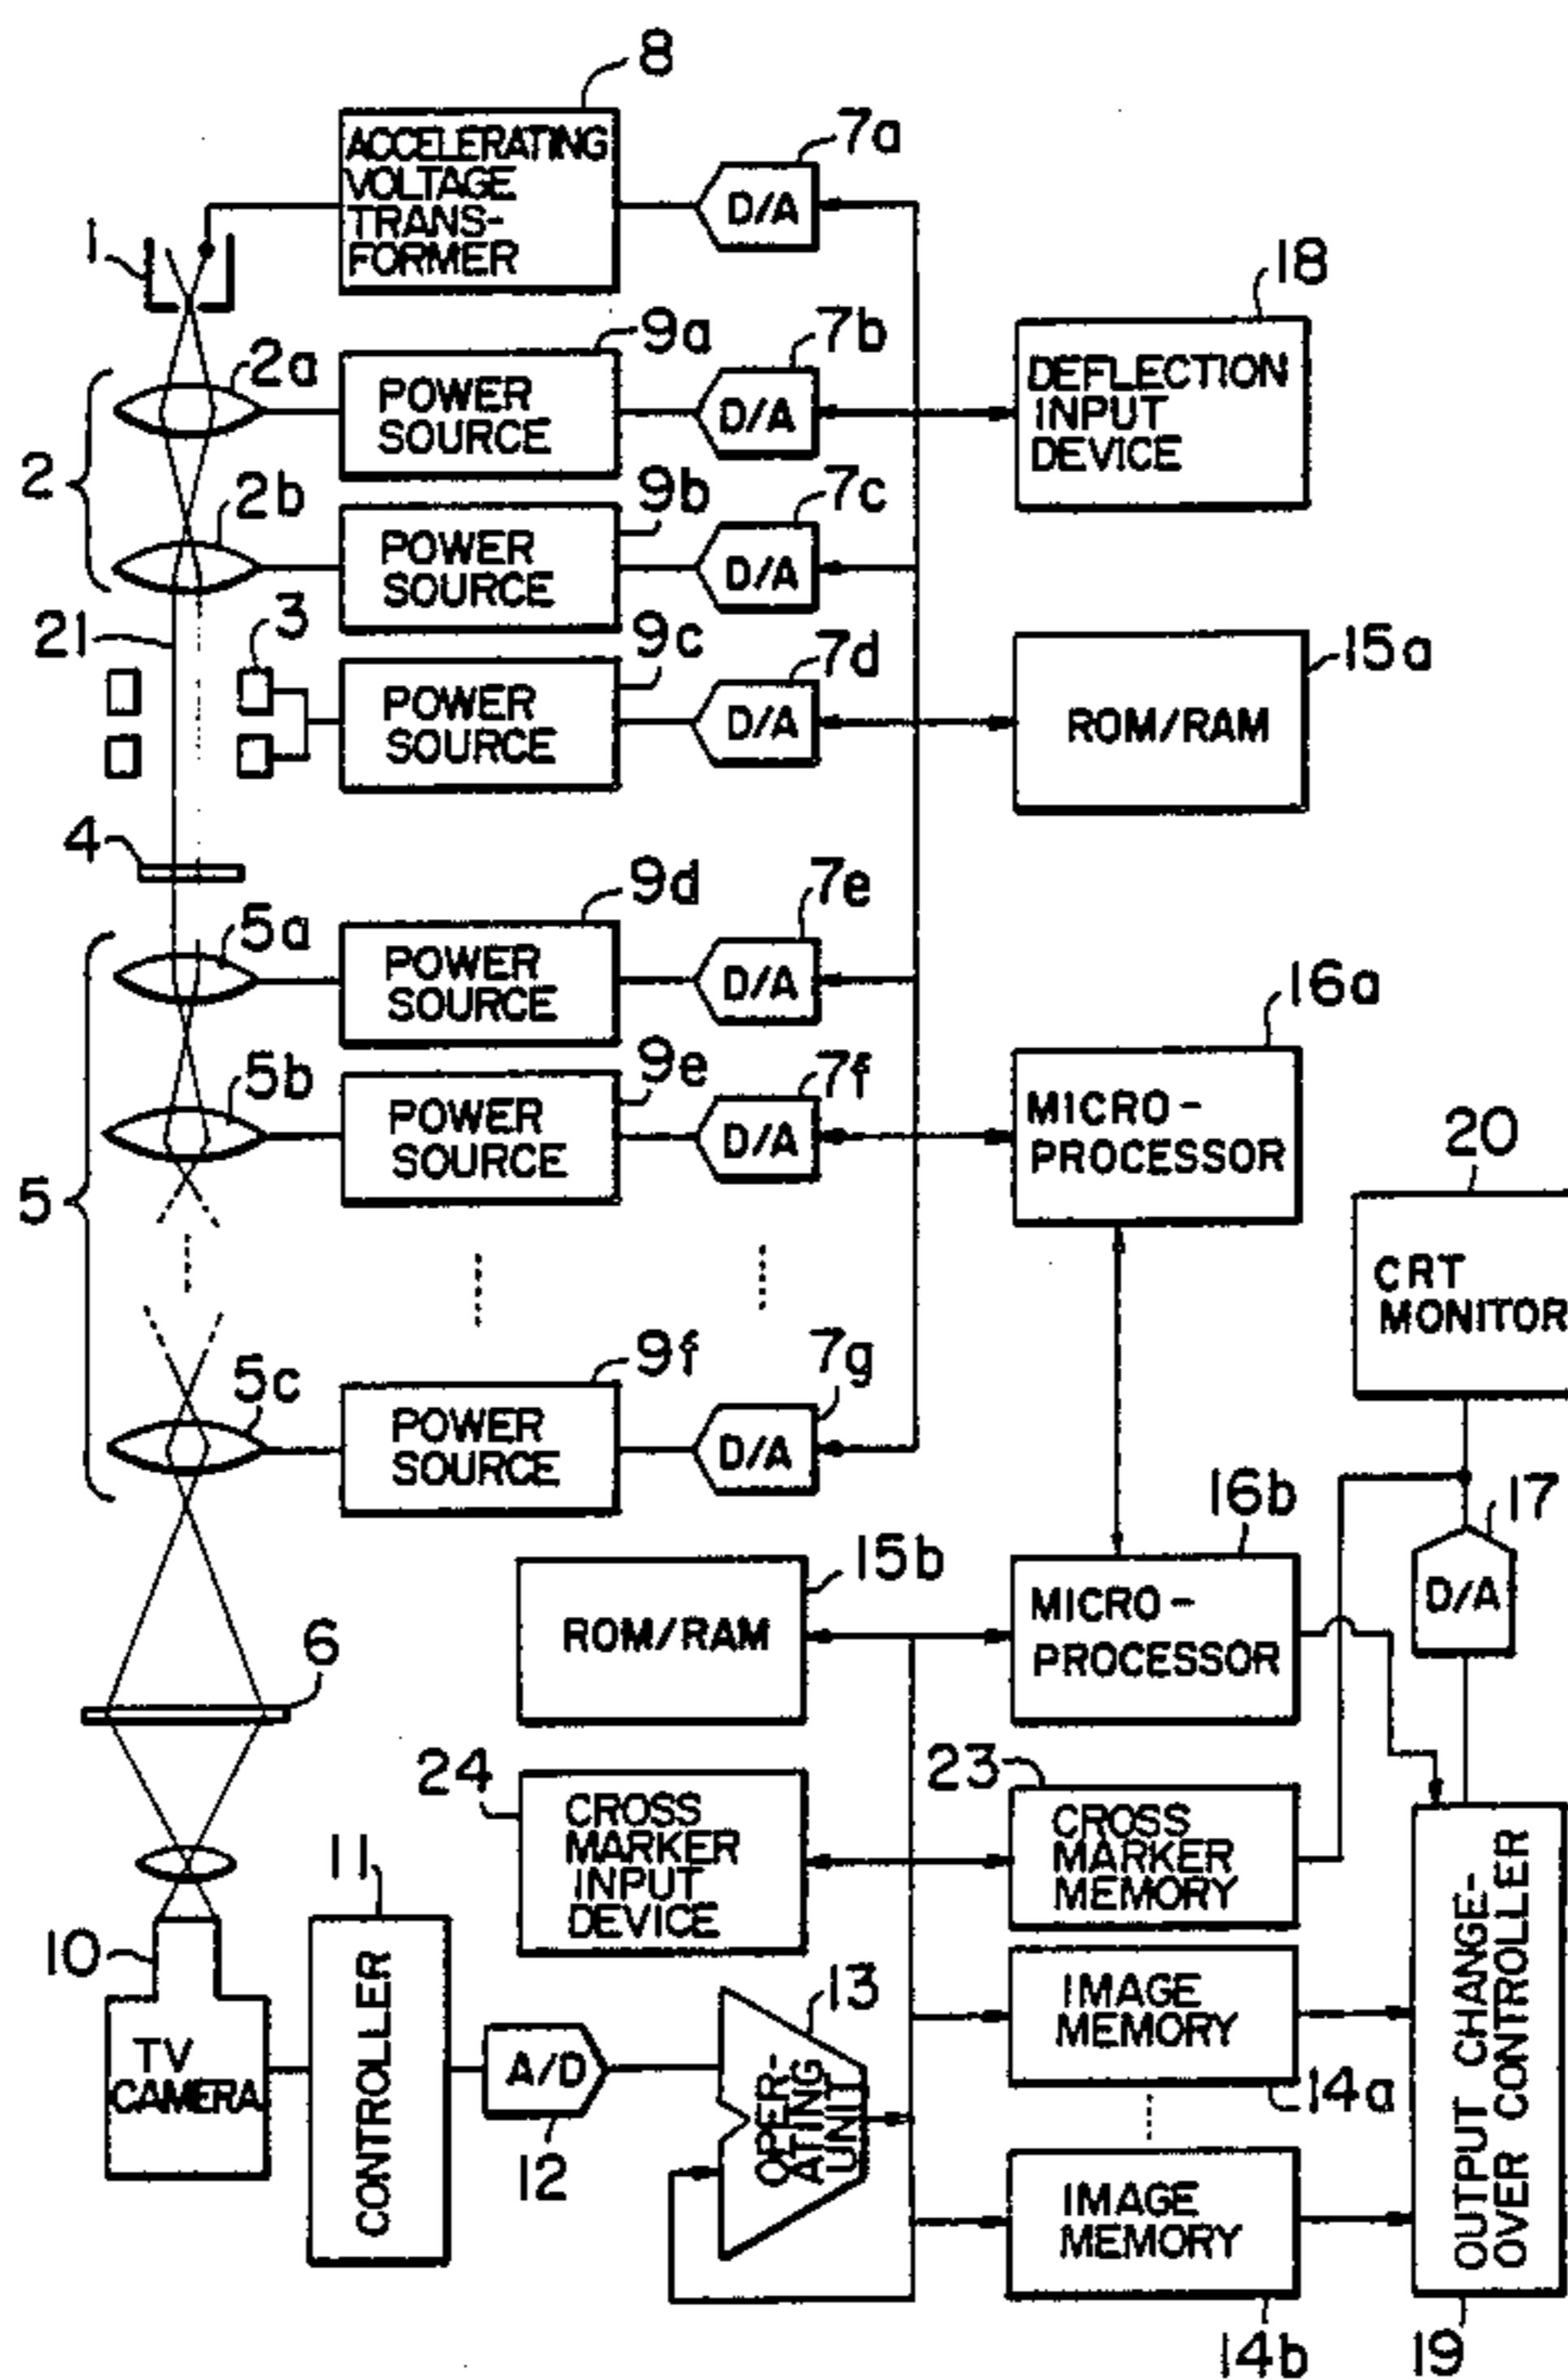 8
ACCELERATING
VOLTAGE
TRANS-
FORMER
7a
D/A
1
18
DEFLECTION
INPUT
DEVICE
2
2a
9a
POWER
SOURCE
7b
D/A
2b
9b
POWER
SOURCE
7c
D/A
21
3
9c
POWER
SOURCE
7d
D/A
15a
ROM/RAM
4
5
5a
9d
POWER
SOURCE
7e
D/A
16a
MICRO-
PROCESSOR
5b
9e
POWER
SOURCE
7f
D/A
20
CRT
MONITOR
5c
9f
POWER
SOURCE
7g
D/A
16b
MICRO-
PROCESSOR
17
D/A
15b
ROM/RAM
6
24
CROSS
MARKER
INPUT
DEVICE
23
CROSS
MARKER
MEMORY
10
TV
CAMERA
11
CONTROLLER
A/D
12
13
OPER-
ATING
UNIT
IMAGE
MEMORY
14a
IMAGE
MEMORY
14b
OUTPUT CHANGE-
OVER CONTROLLER
19